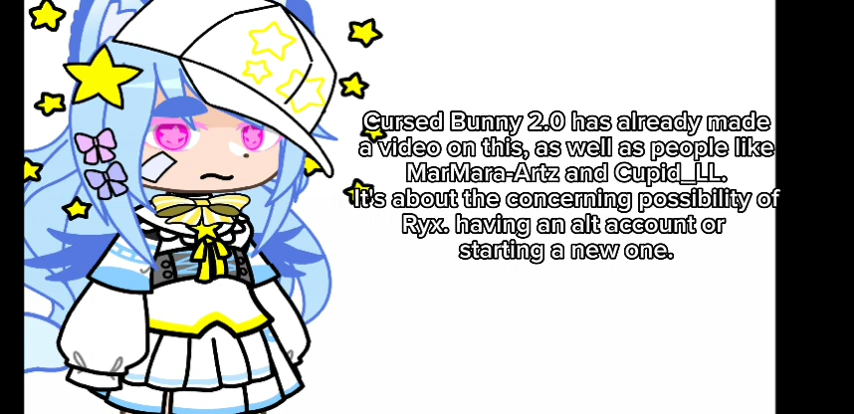 Cursed Bunny 2.0 has already made
a video on this, as well as people like
MarMara-Artz and Cupid_LL.
It's about the concerning possibility of
Ryx. having an alt account or
starting a new one.